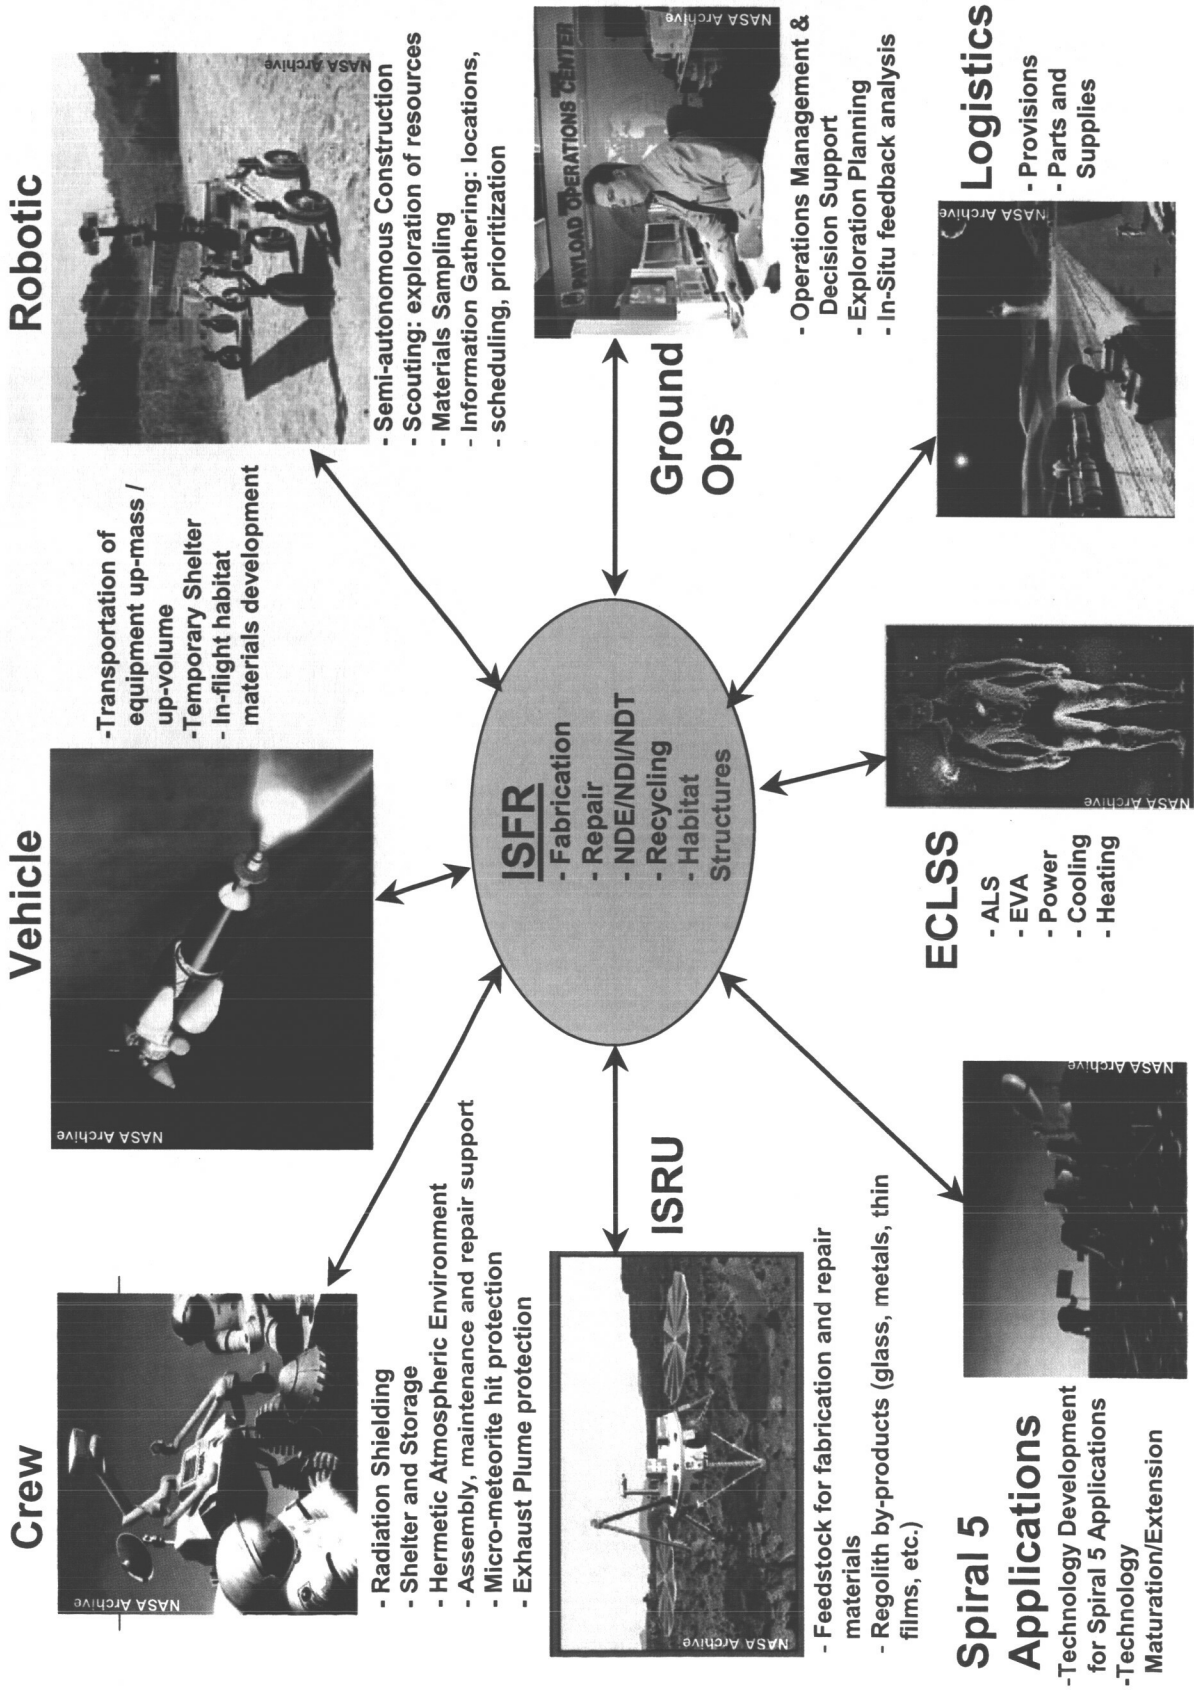 Crew
NASA Archive
- Radiation Shielding
- Shelter and Storage
- Hermetic Atmospheric Environment
- Assembly, maintenance and repair support
- Micro-meteorite hit protection
- Exhaust Plume protection
Vehicle
NASA Archive
-Transportation of
equipment up-mass /
up-volume
-Temporary Shelter
- In-flight habitat
materials development
Robotic
NASA Archive
- Semi-autonomous Construction
- Scouting: exploration of resources
- Materials Sampling
- Information Gathering: locations,
- scheduling, prioritization
ISRU
NASA Archive
- Feedstock for fabrication and repair
materials
- Regolith by-products (glass, metals, thin
films, etc.)
ISFR
- Fabrication
- Repair
- NDE/NDI/NDT
- Recycling
- Habitat
Structures
Ground
Ops
NASA Archive
PAYLOAD OPERATIONS CENTER
- Operations Management &
Decision Support
- Exploration Planning
- In-Situ feedback analysis
Spiral 5
Applications
-Technology Development
for Spiral 5 Applications
-Technology
Maturation/Extension
NASA Archive
ECLSS
- ALS
- EVA
- Power
- Cooling
- Heating
NASA Archive
Logistics
- Provisions
- Parts and
Supplies
NASA Archive